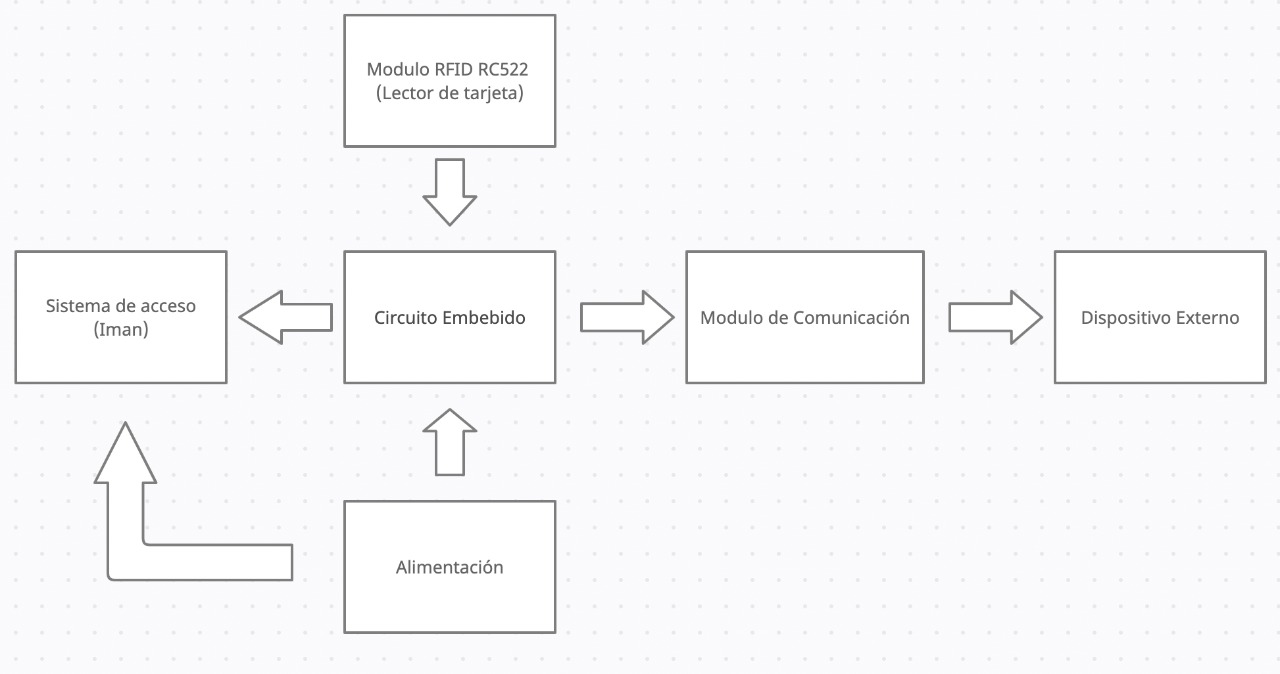 Modulo RFID RC522
(Lector de tarjeta)
Sistema de acceso
(Iman)
Circuito Embebido
Modulo de Comunicación
Dispositivo Externo
Alimentación